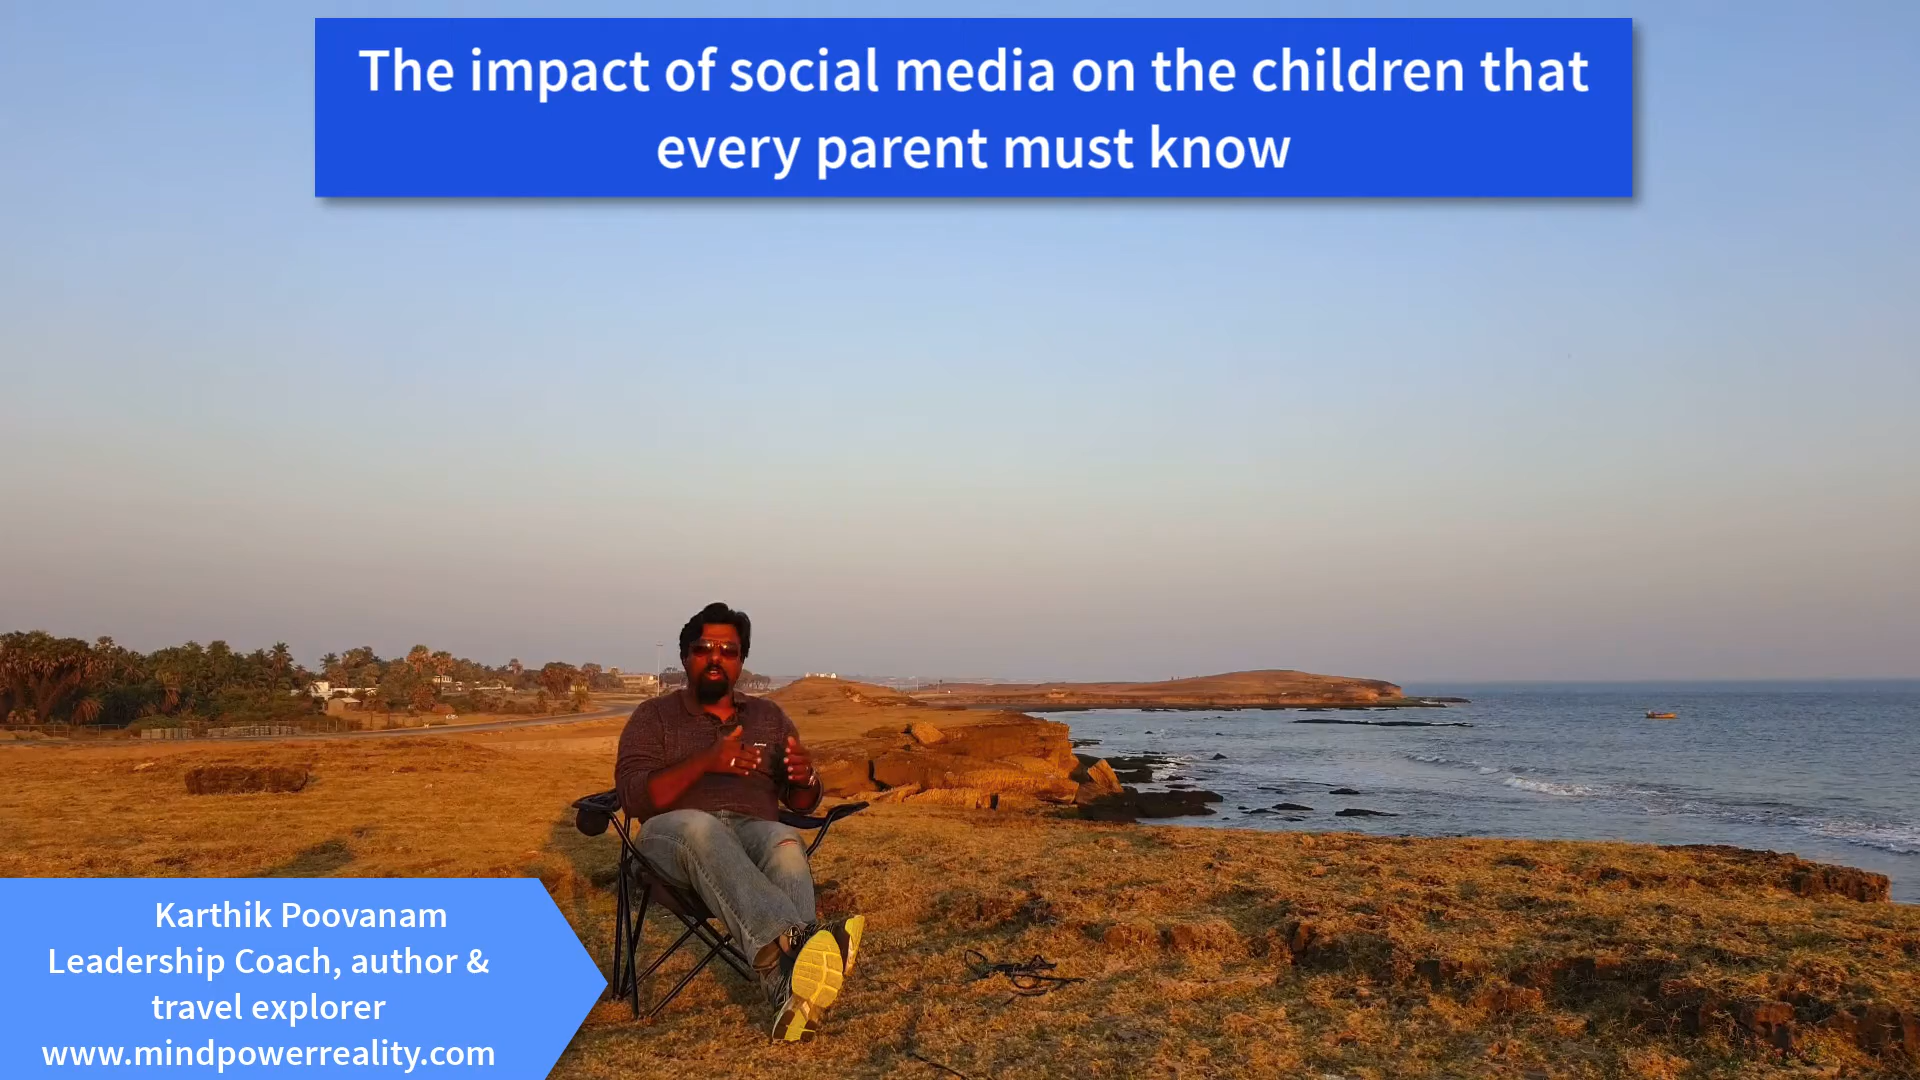 The impact of social media on the children that
every parent must know
Karthik Poovanam
Leadership Coach, author &
travel explorer
www.mindpowerreality.com